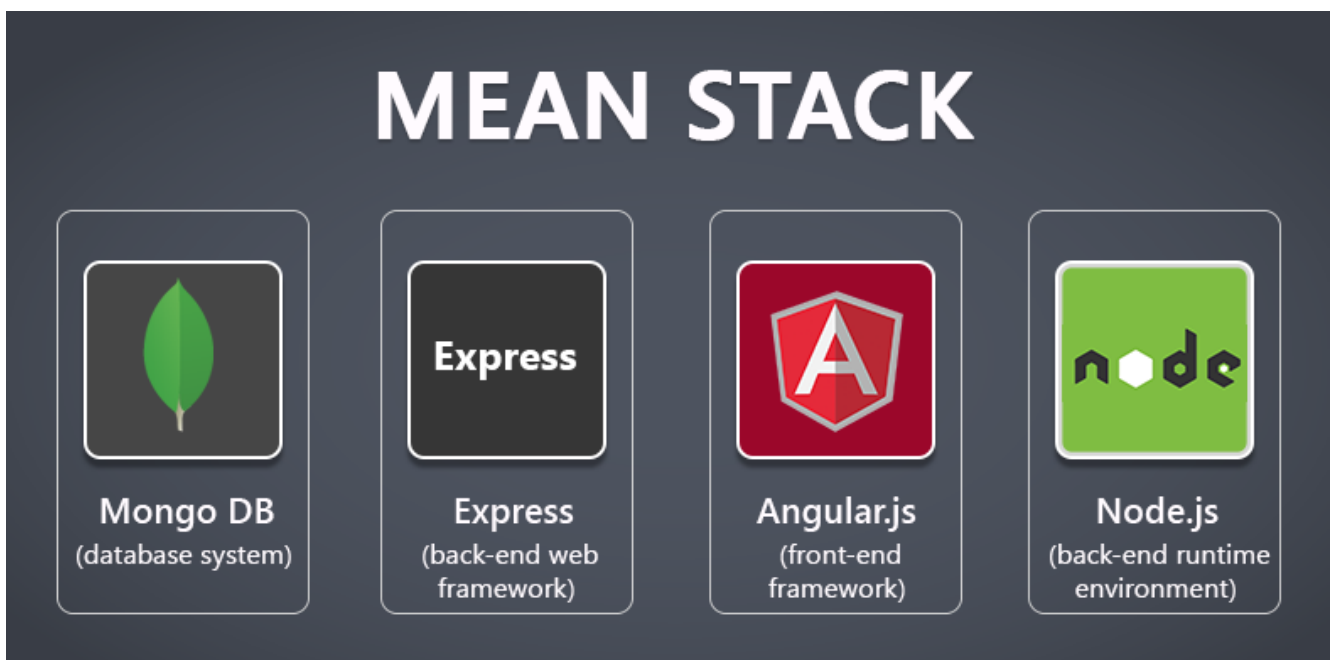 MEAN STACK
Express
node
Mongo DB
(database system)
Express
(back-end web
framework)
Angular.js
(front-end
framework)
Node.js
(back-end runtime
environment)